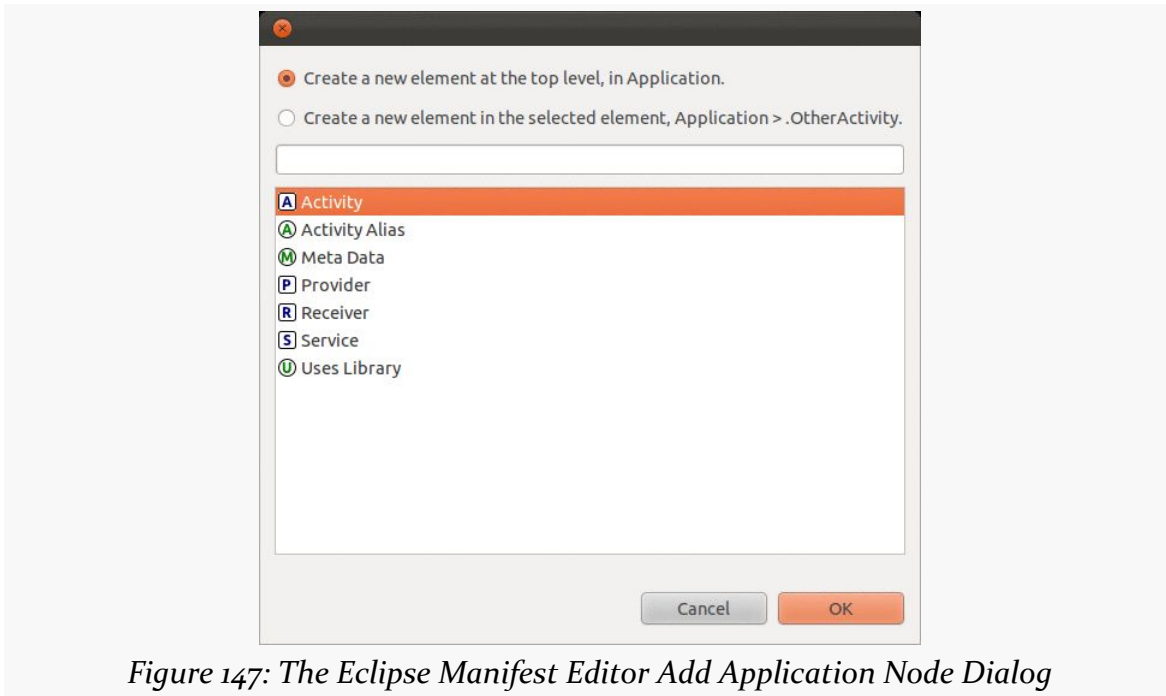 Create a new element at the top level, in Application.
Create a new element in the selected element, Application > .OtherActivity.
A Activity
A Activity Alias
M Meta Data
P Provider
R Receiver
S Service
U Uses Library
Cancel OK
Figure 147: The Eclipse Manifest Editor Add Application Node Dialog